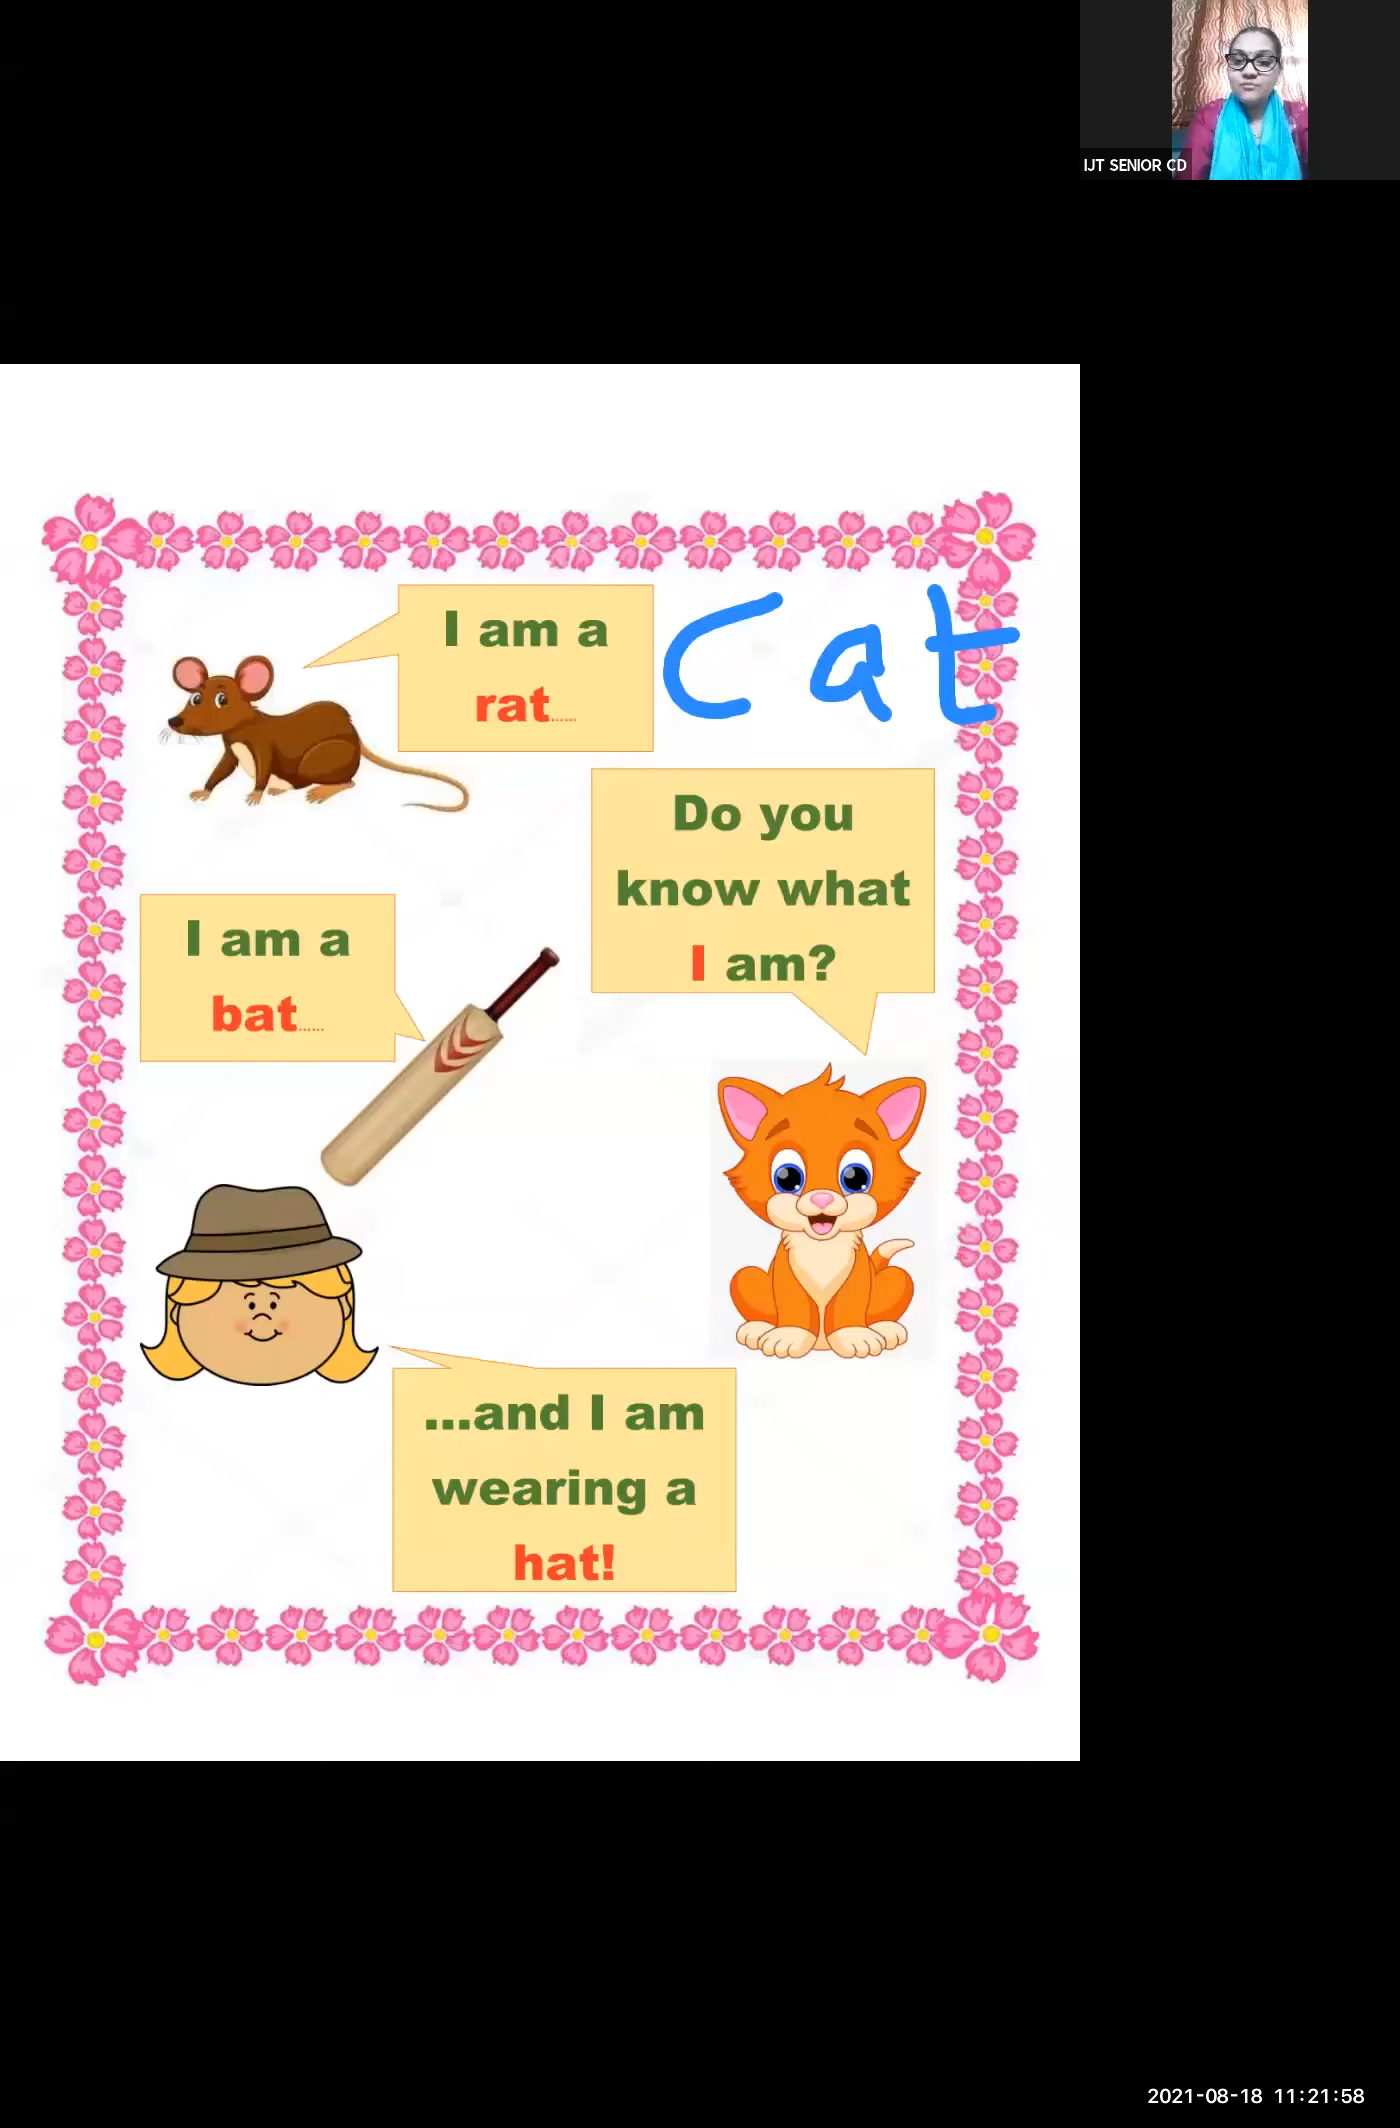 IJT SENIOR CD
I am a
rat......
Cat
Do you
know what
I am?
I am a
bat......
...and I am
wearing a
hat!
2021-08-18 11:21:58